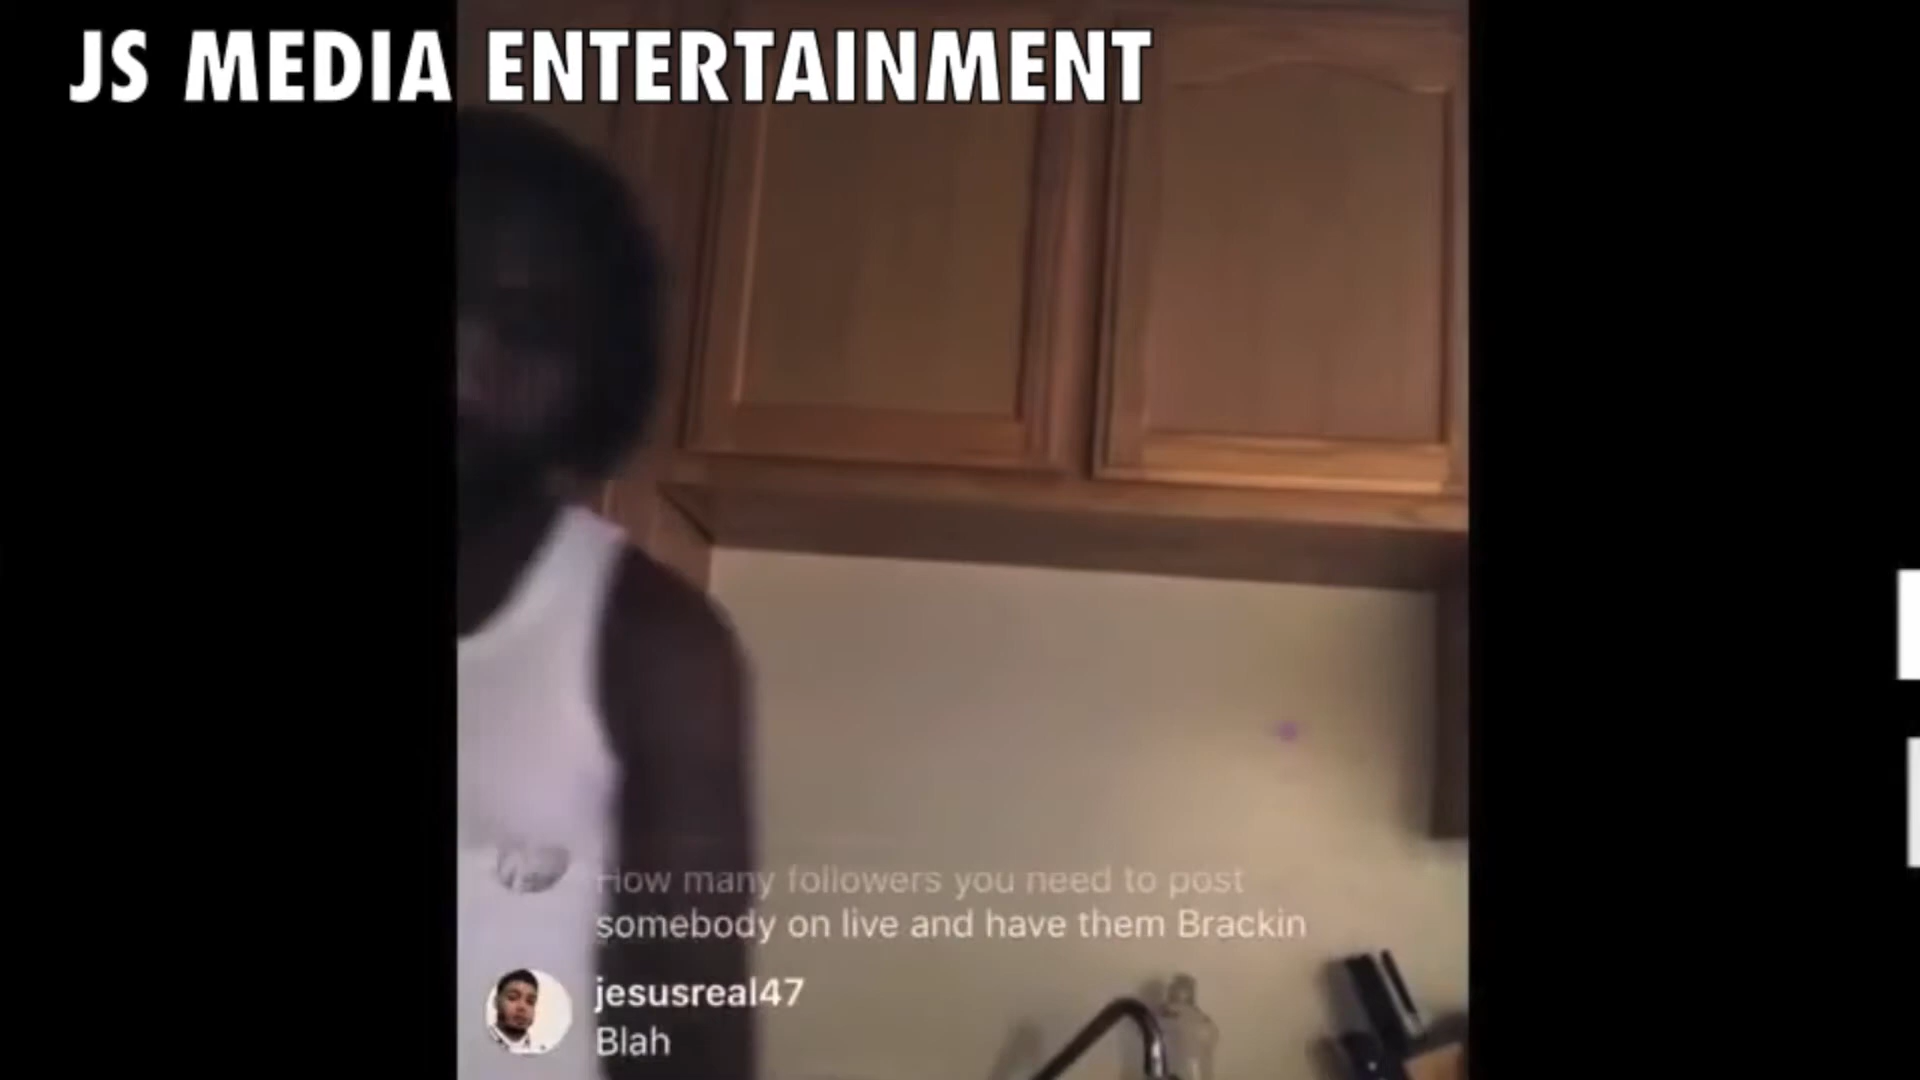 JS MEDIA ENTERTAINMENT
How many followers you need to post
somebody on live and have them Brackin
jesusreal47
Blah